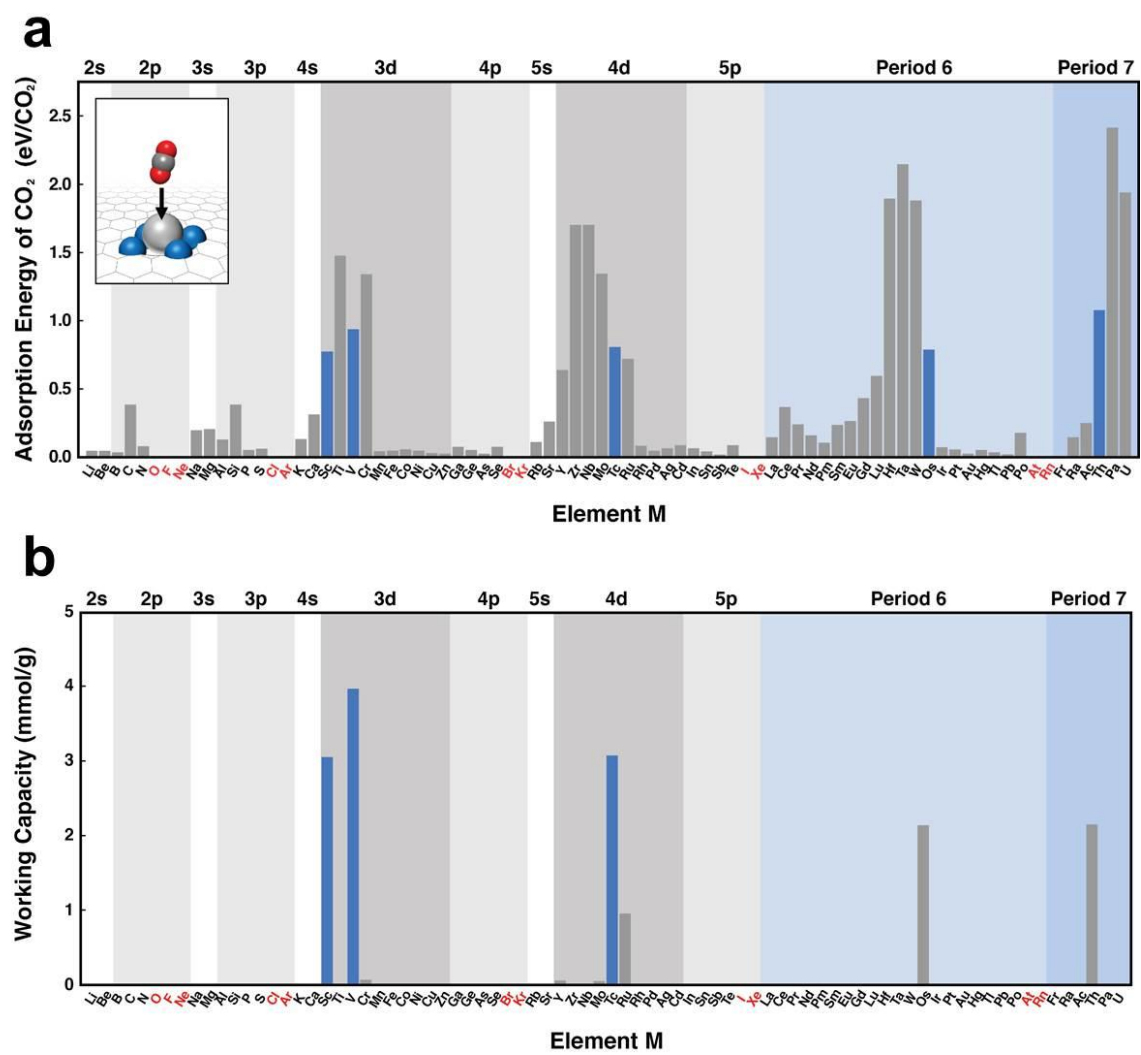 a
2s 2p 3s 3p 4s 3d 4p 5s 4d 5p Period 6 Period 7
Adsorption Energy of CO₂ (eV/CO₂)
2.5
2.0
1.5
1.0
0.5
0.0
Li Be B C N O F Ne Na Mg Al Si P S Cl Ar K Ca Sc Ti V Cr Mn Fe Co Ni Cu Zn Ga Ge As Se Br Kr Rb Sr Y Zr Nb Mo Tc Ru Rh Pd Ag Cd In Sn Sb Te I Xe La Ce Pr Nd Pm Sm Eu Gd Lu Hf Ta W Os Ir Pt Au Hg Tl Pb Po At Rn Fr Ra Ac Th Pa U
Element M
b
2s 2p 3s 3p 4s 3d 4p 5s 4d 5p Period 6 Period 7
Working Capacity (mmol/g)
5
4
3
2
1
0
Li Be B C N O F Ne Na Mg Al Si P S Cl Ar K Ca Sc Ti V Cr Mn Fe Co Ni Cu Zn Ga Ge As Se Br Kr Rb Sr Y Zr Nb Mo Tc Ru Rh Pd Ag Cd In Sn Sb Te I Xe La Ce Pr Nd Pm Sm Eu Gd Lu Hf Ta W Os Ir Pt Au Hg Tl Pb Po At Rn Fr Ra Ac Th Pa U
Element M